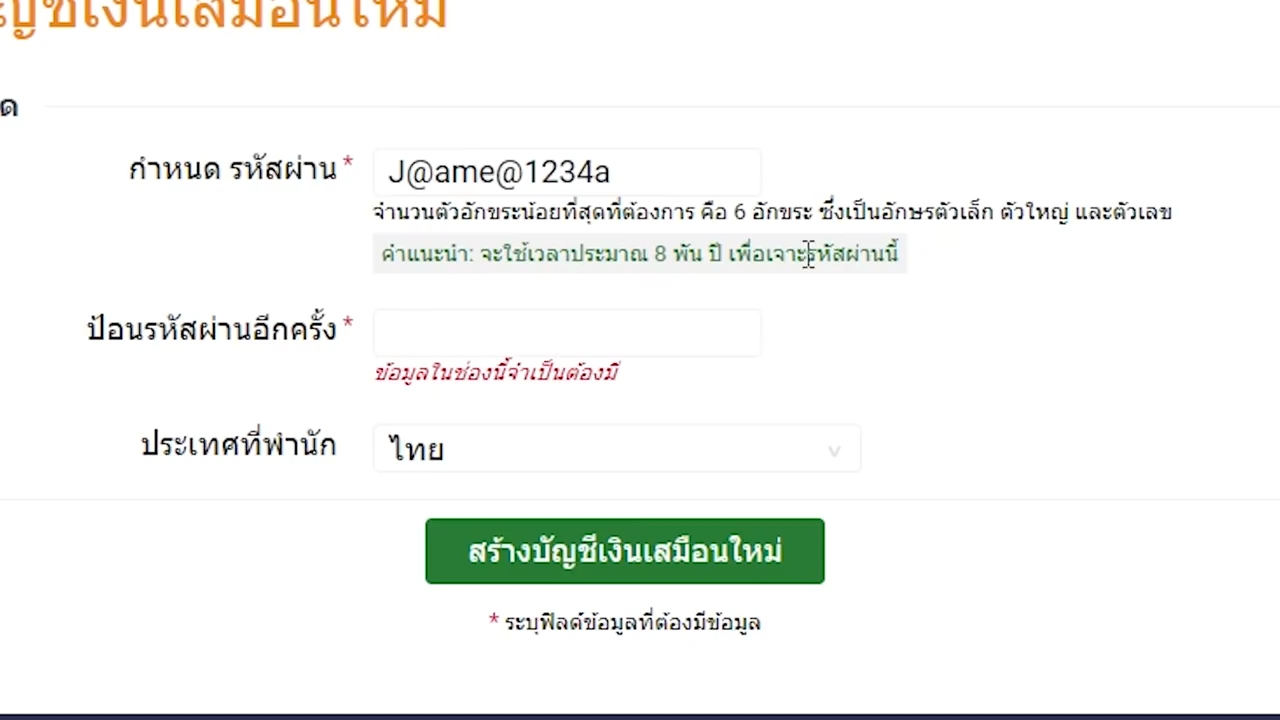 บัญชีเงินเสมือนใหม่
ด
กำหนด รหัสผ่าน *
J@ame@1234a
จำนวนตัวอักขระน้อยที่สุดที่ต้องการ คือ 6 อักขระ ซึ่งเป็นอักษรตัวเล็ก ตัวใหญ่ และตัวเลข
คำแนะนำ: จะใช้เวลาประมาณ 8 พัน ปี เพื่อเจาะรหัสผ่านนี้
ป้อนรหัสผ่านอีกครั้ง *
ข้อมูลในช่องนี้จำเป็นต้องมี
ประเทศที่พำนัก
ไทย
สร้างบัญชีเงินเสมือนใหม่
* ระบุฟิลด์ข้อมูลที่ต้องมีข้อมูล